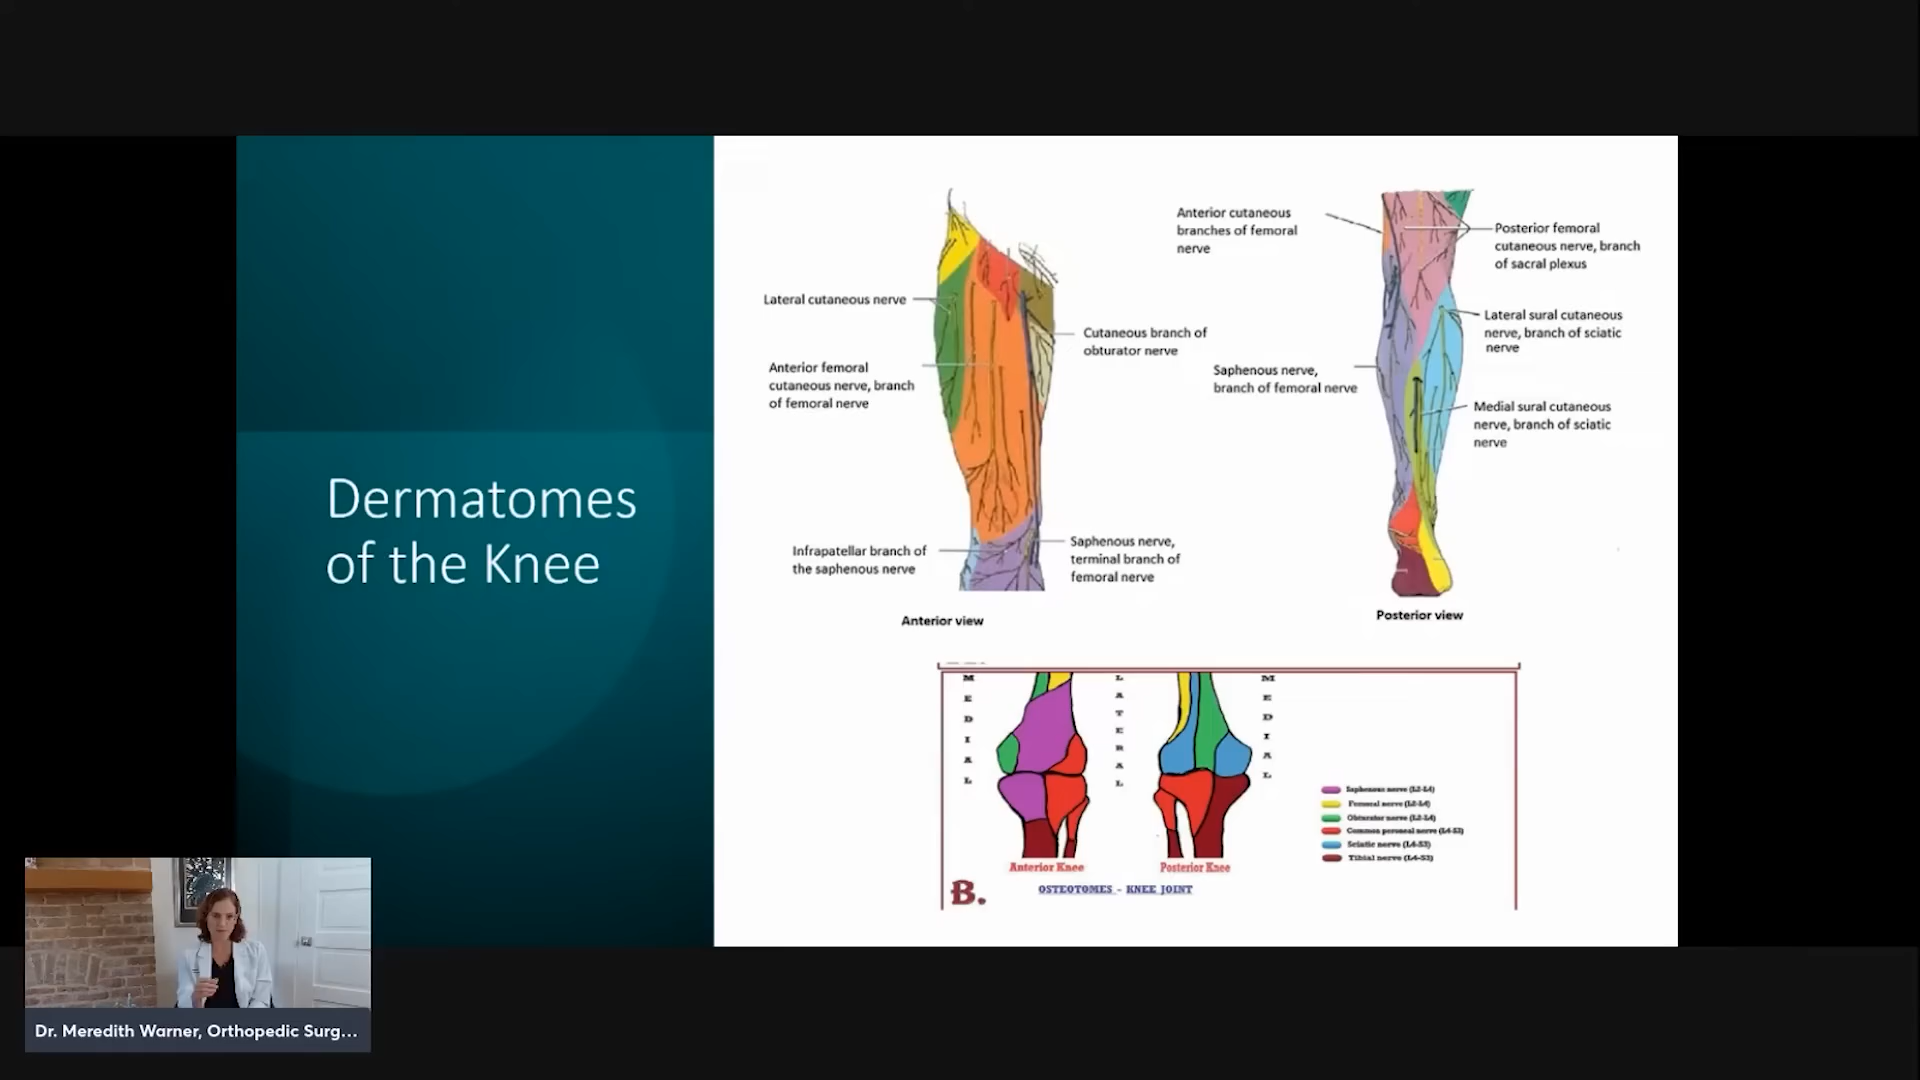 Dermatomes
of the Knee
Lateral cutaneous nerve
Anterior femoral
cutaneous nerve, branch
of femoral nerve
Infrapatellar branch of
the saphenous nerve
Cutaneous branch of
obturator nerve
Saphenous nerve,
terminal branch of
femoral nerve
Anterior view
Anterior cutaneous
branches of femoral
nerve
Saphenous nerve,
branch of femoral nerve
Posterior femoral
cutaneous nerve, branch
of sacral plexus
Lateral sural cutaneous
nerve, branch of sciatic
nerve
Medial sural cutaneous
nerve, branch of sciatic
nerve
Posterior view
MEDIAL
LATERAL
MEDIAL
Saphenous nerve (L2-L4)
Femoral nerve (L2-L4)
Obturator nerve (L2-L4)
Common peroneal nerve (L4-S3)
Sciatic nerve (L4-S3)
Tibial nerve (L4-S3)
Anterior Knee
Posterior Knee
B.
OSTEOTOMES - KNEE JOINT
Dr. Meredith Warner, Orthopedic Surg...